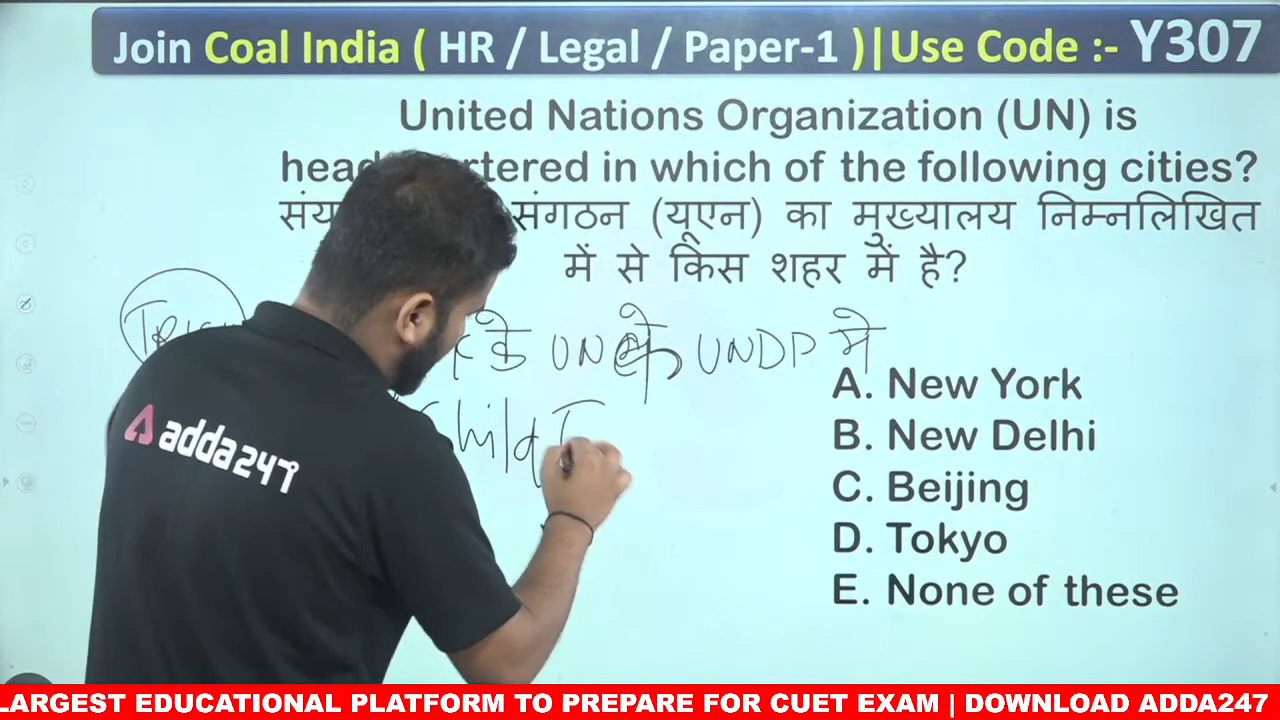 Join Coal India ( HR / Legal / Paper-1 )|Use Code :- Y307
United Nations Organization (UN) is
in which of the following cities?
संगठन (यूएन) का मुख्यालय निम्नलिखित
में से किस शहर में है?
के UN के UNDP में
Child
A. New York
B. New Delhi
C. Beijing
D. Tokyo
E. None of these
adda247
LARGEST EDUCATIONAL PLATFORM TO PREPARE FOR CUET EXAM | DOWNLOAD ADDA247